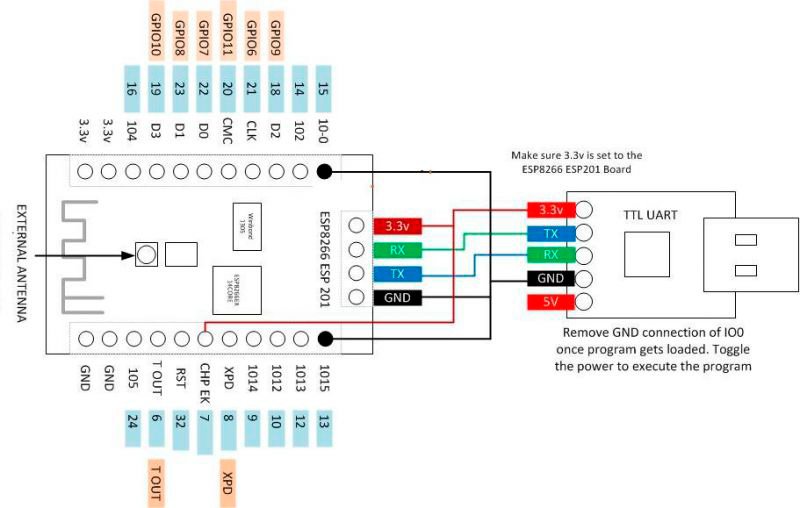 GPIO10
GPIO8
GPIO7
GPIO11
GPIO6
GPIO9
16
19
23
22
20
21
18
14
15
3.3v
3.3v
104
D3
D1
D0
CMC
CLK
D2
102
10-0
Make sure 3.3v is set to the
ESP8266 ESP201 Board
EXTERNAL ANTENNA
Winbond
ESP8266EX
14CORE
ESP8266 ESP 201
3.3v
RX
TX
GND
3.3v
TX
RX
GND
5V
TTL UART
Remove GND connection of IO0
once program gets loaded. Toggle
the power to execute the program
GND
GND
105
T OUT
RST
CHP EK
XPD
1014
1012
1013
1015
24
6
32
7
8
9
10
12
13
T OUT
XPD